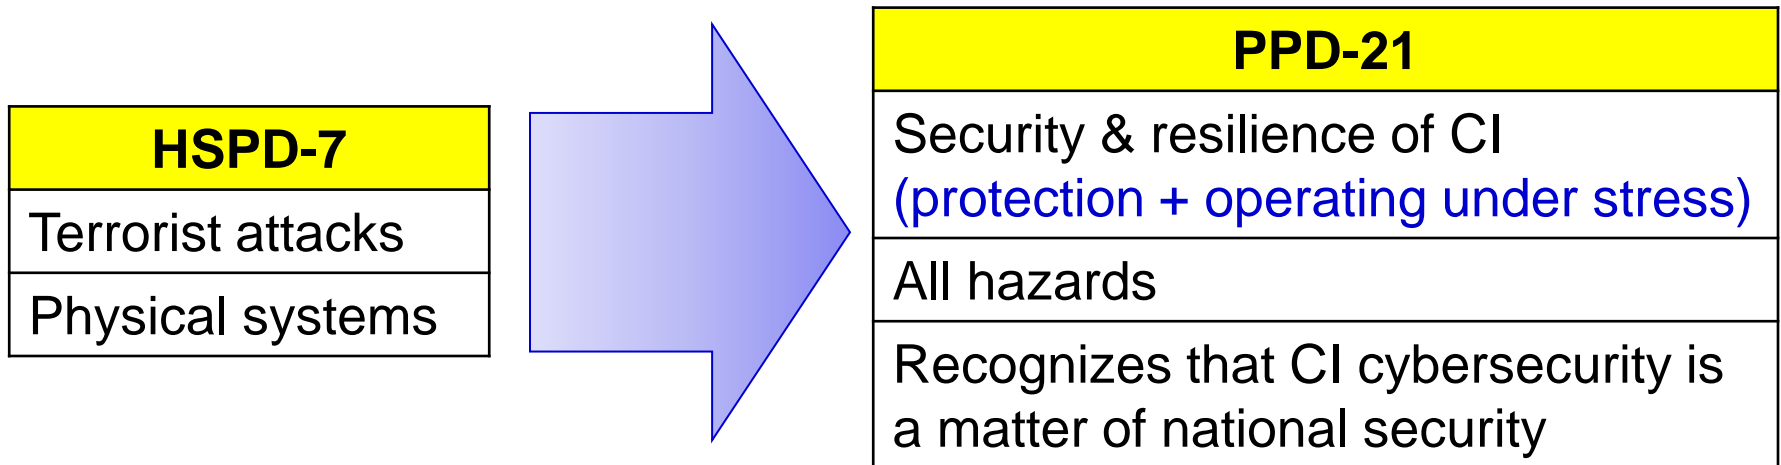 HSPD-7
Terrorist attacks
Physical systems
PPD-21
Security & resilience of CI
(protection + operating under stress)
All hazards
Recognizes that CI cybersecurity is
a matter of national security